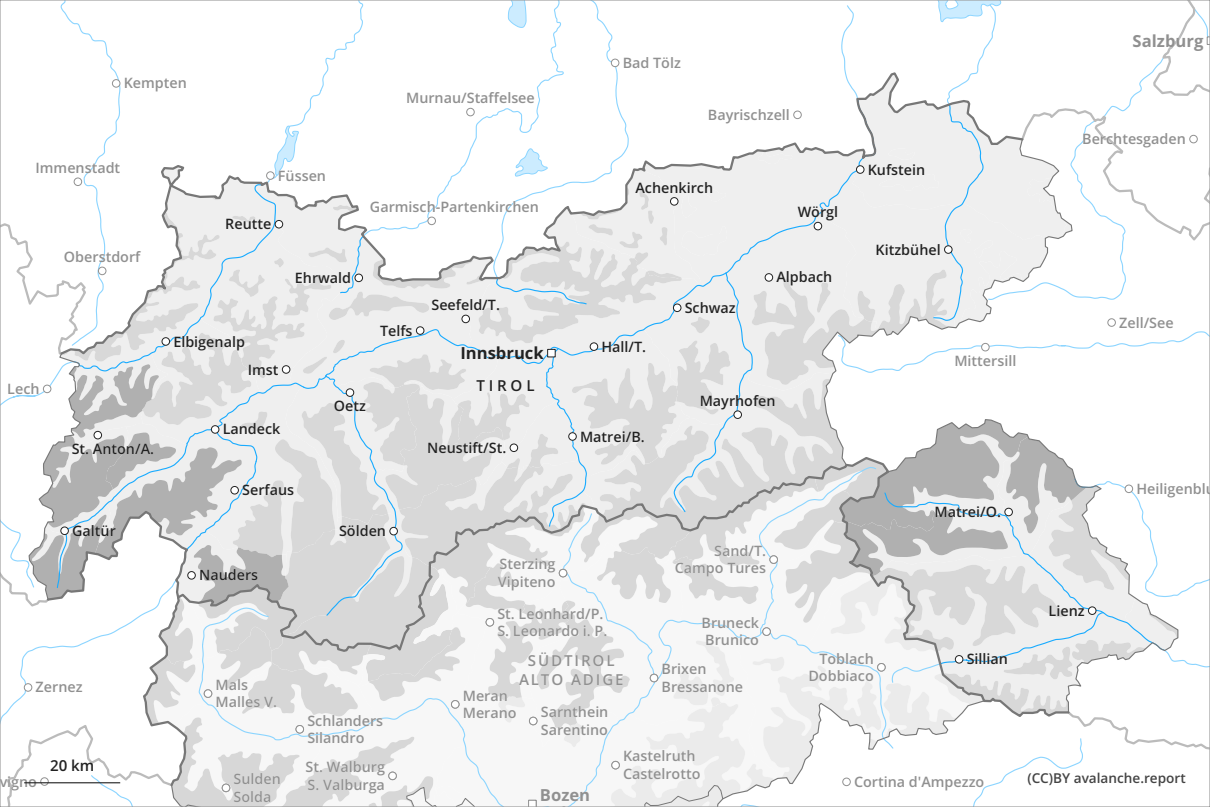 Salzburg
Bad Tölz
Kempten
Murnau/Staffelsee
Bayrischzell
Berchtesgaden
Immenstadt
Füssen
Kufstein
Achenkirch
Garmisch-Partenkirchen
Wörgl
Reutte
Kitzbühel
Oberstdorf
Ehrwald
Alpbach
Seefeld/T.
Schwaz
Zell/See
Telfs
Elbigenalp
Hall/T.
Innsbruck
Mittersill
Imst
TIROL
Lech
Oetz
Mayrhofen
Landeck
Matrei/B.
St. Anton/A.
Neustift/St.
Serfaus
Heiligenblu
Matrei/O.
Galtür
Sölden
Sand/T.
Campo Tures
Sterzing
Vipiteno
Nauders
Lienz
St. Leonhard/P.
S. Leonardo i. P.
Bruneck
Brunico
SÜDTIROL
ALTO ADIGE
Toblach
Dobbiaco
Sillian
Brixen
Bressanone
Zernez
Mals
Malles V.
Meran
Merano
Sarnthein
Sarentino
Schlanders
Silandro
Kastelruth
Castelrotto
20 km
St. Walburg
S. Valburga
vigno
Sulden
Solda
Cortina d'Ampezzo
(CC)BY avalanche.report
Bozen